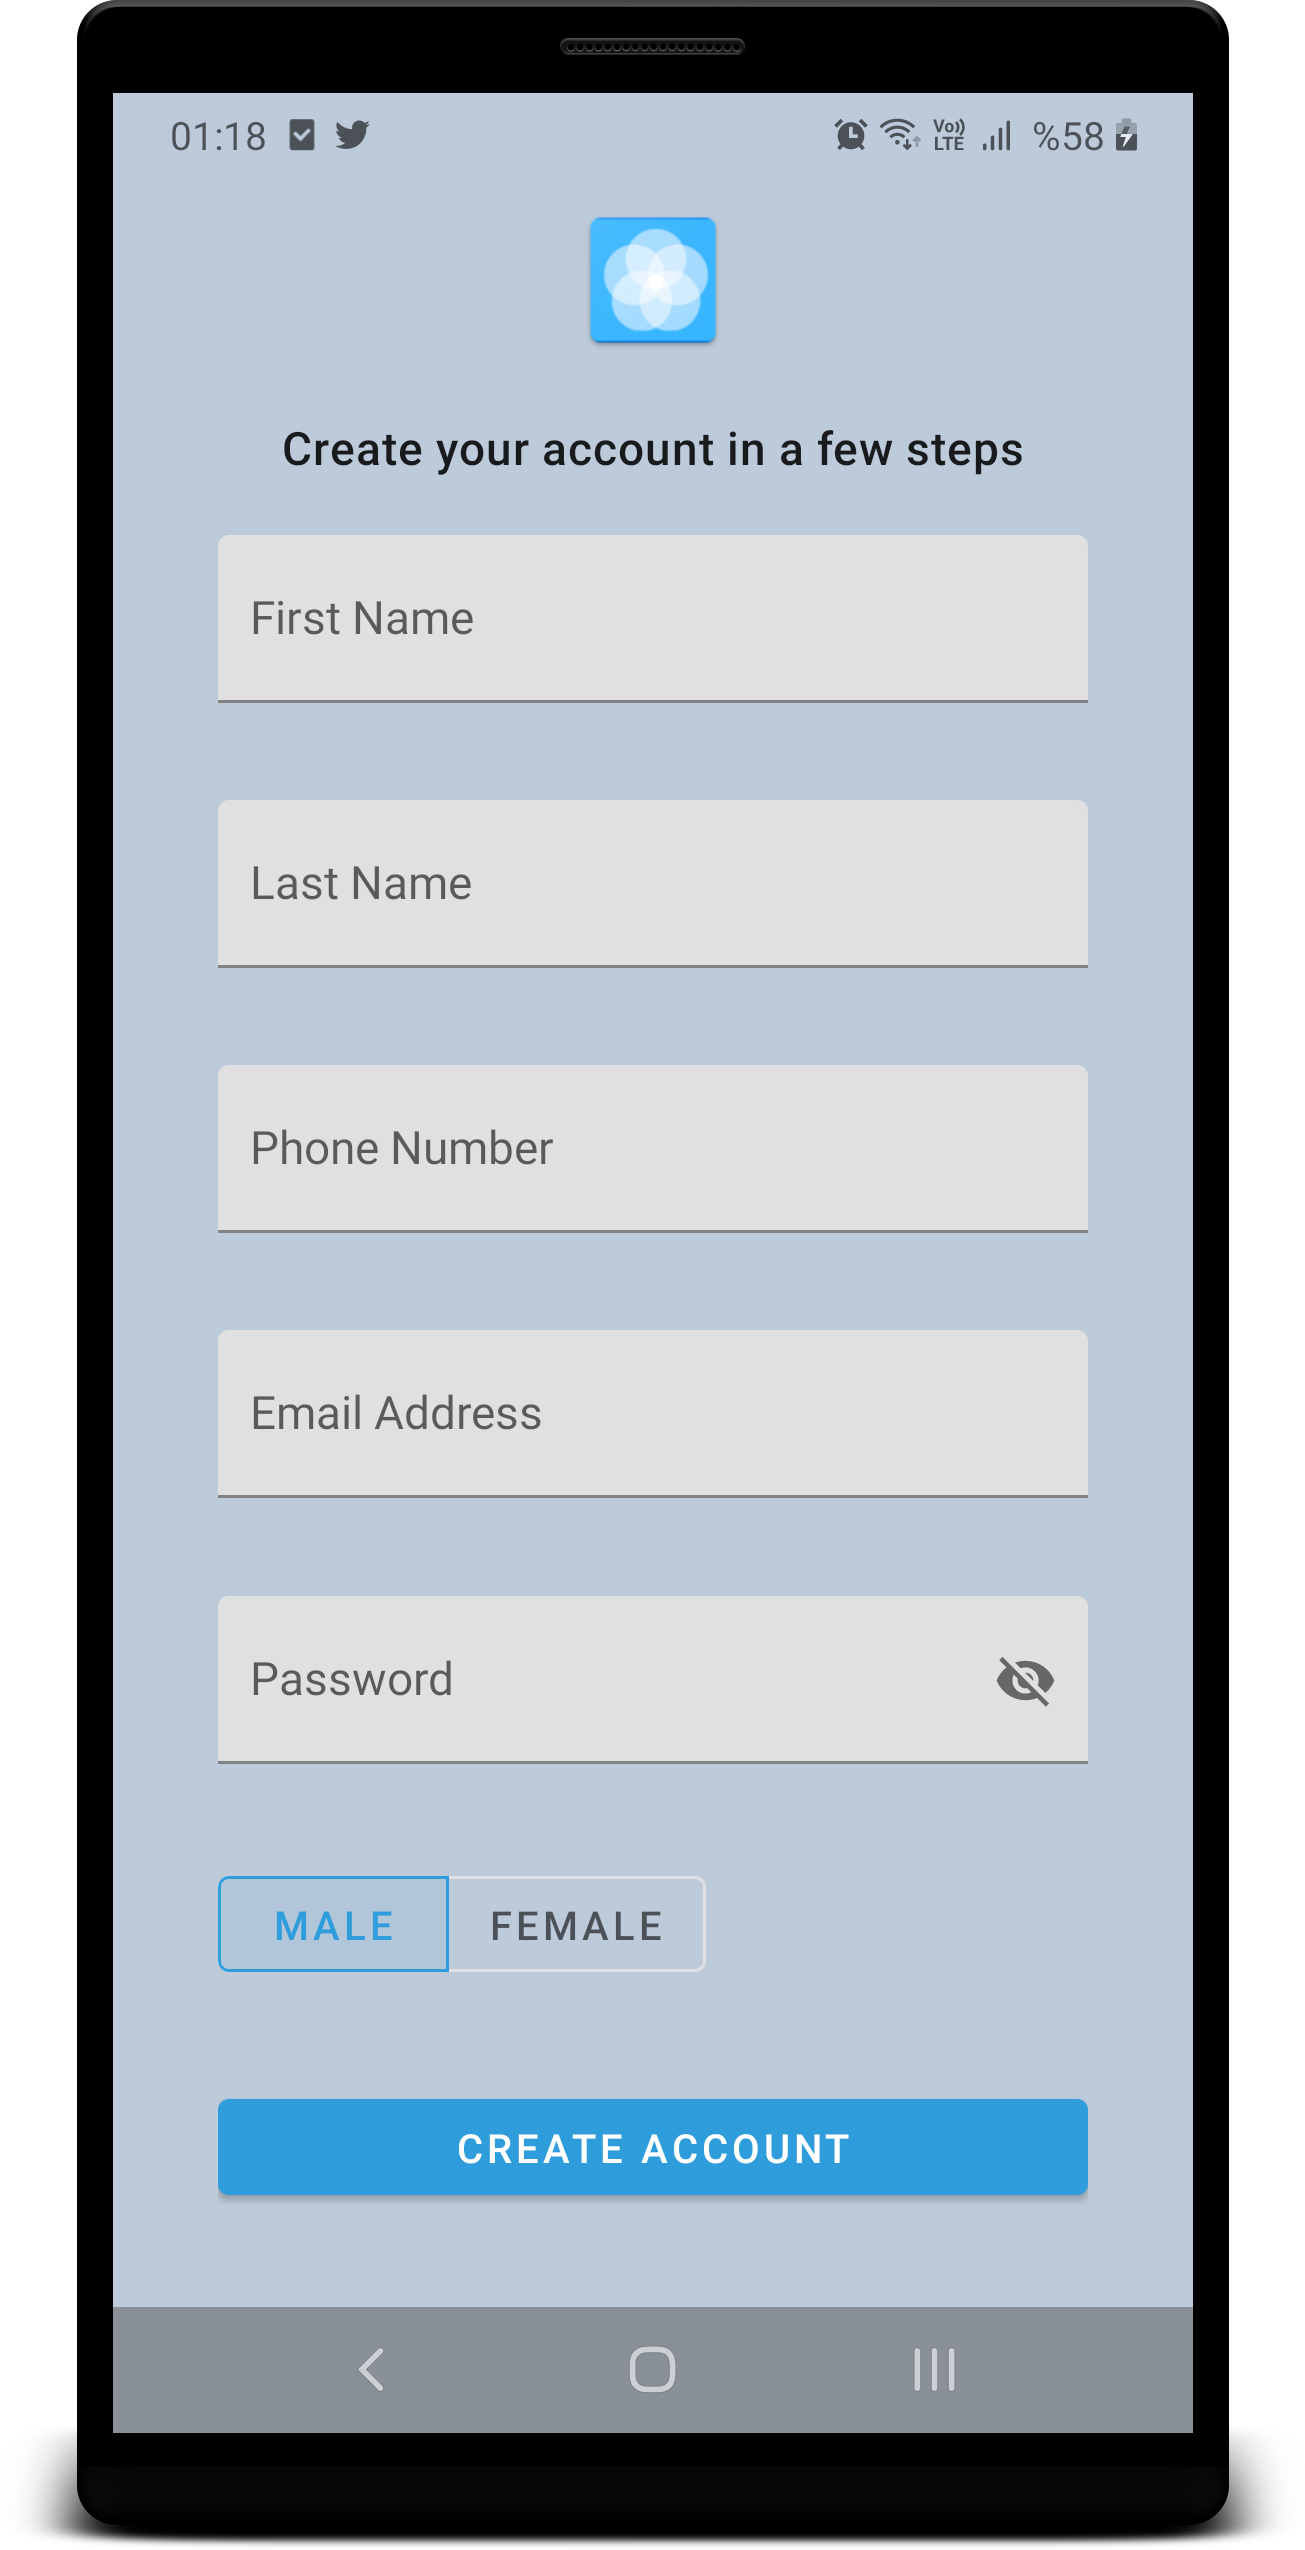 01:18 Vo)) LTE %58
Create your account in a few steps
First Name
Last Name
Phone Number
Email Address
Password
MALE FEMALE
CREATE ACCOUNT